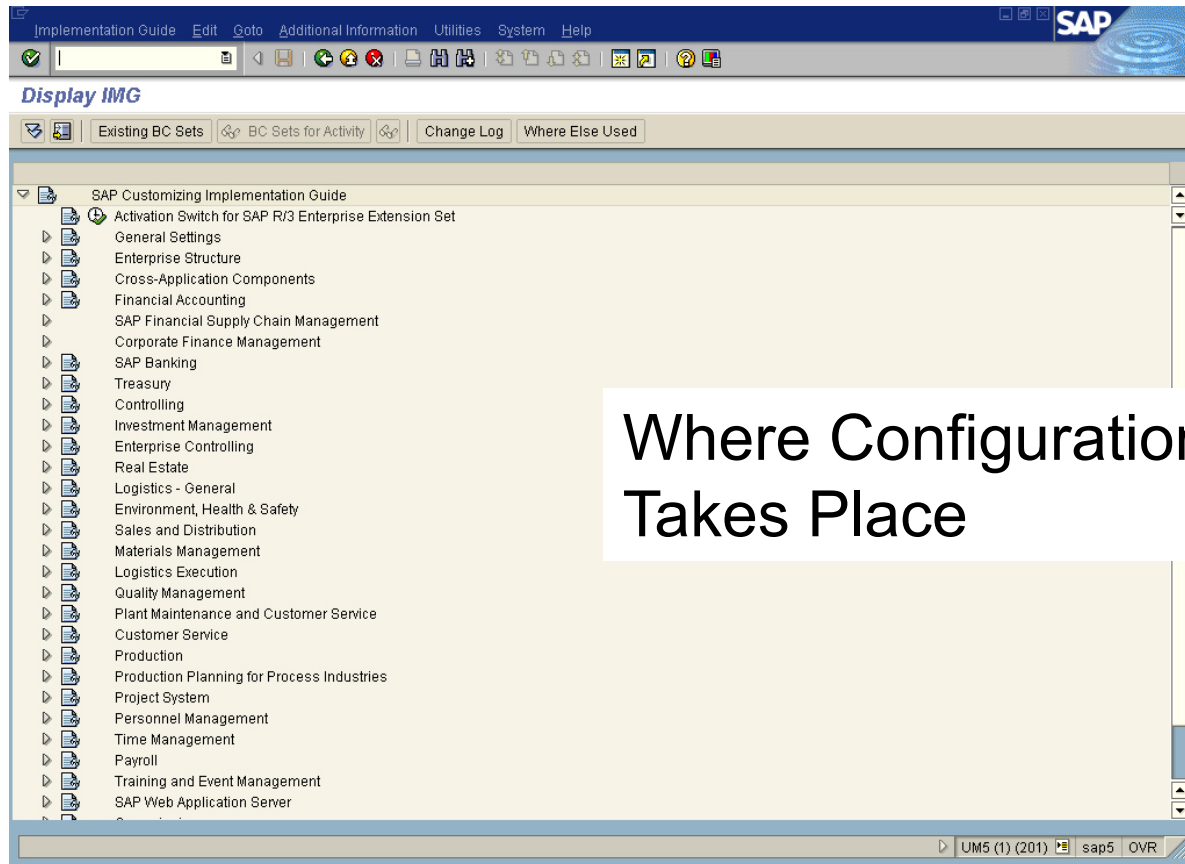 Implementation Guide Edit Goto Additional Information Utilities System Help
SAP
Display IMG
Existing BC Sets BC Sets for Activity Change Log Where Else Used
SAP Customizing Implementation Guide
Activation Switch for SAP R/3 Enterprise Extension Set
General Settings
Enterprise Structure
Cross-Application Components
Financial Accounting
SAP Financial Supply Chain Management
Corporate Finance Management
SAP Banking
Treasury
Controlling
Investment Management
Enterprise Controlling
Real Estate
Logistics - General
Environment, Health & Safety
Sales and Distribution
Materials Management
Logistics Execution
Quality Management
Plant Maintenance and Customer Service
Customer Service
Production
Production Planning for Process Industries
Project System
Personnel Management
Time Management
Payroll
Training and Event Management
SAP Web Application Server
Where Configuration
Takes Place
UM5 (1) (201) sap5 OVR